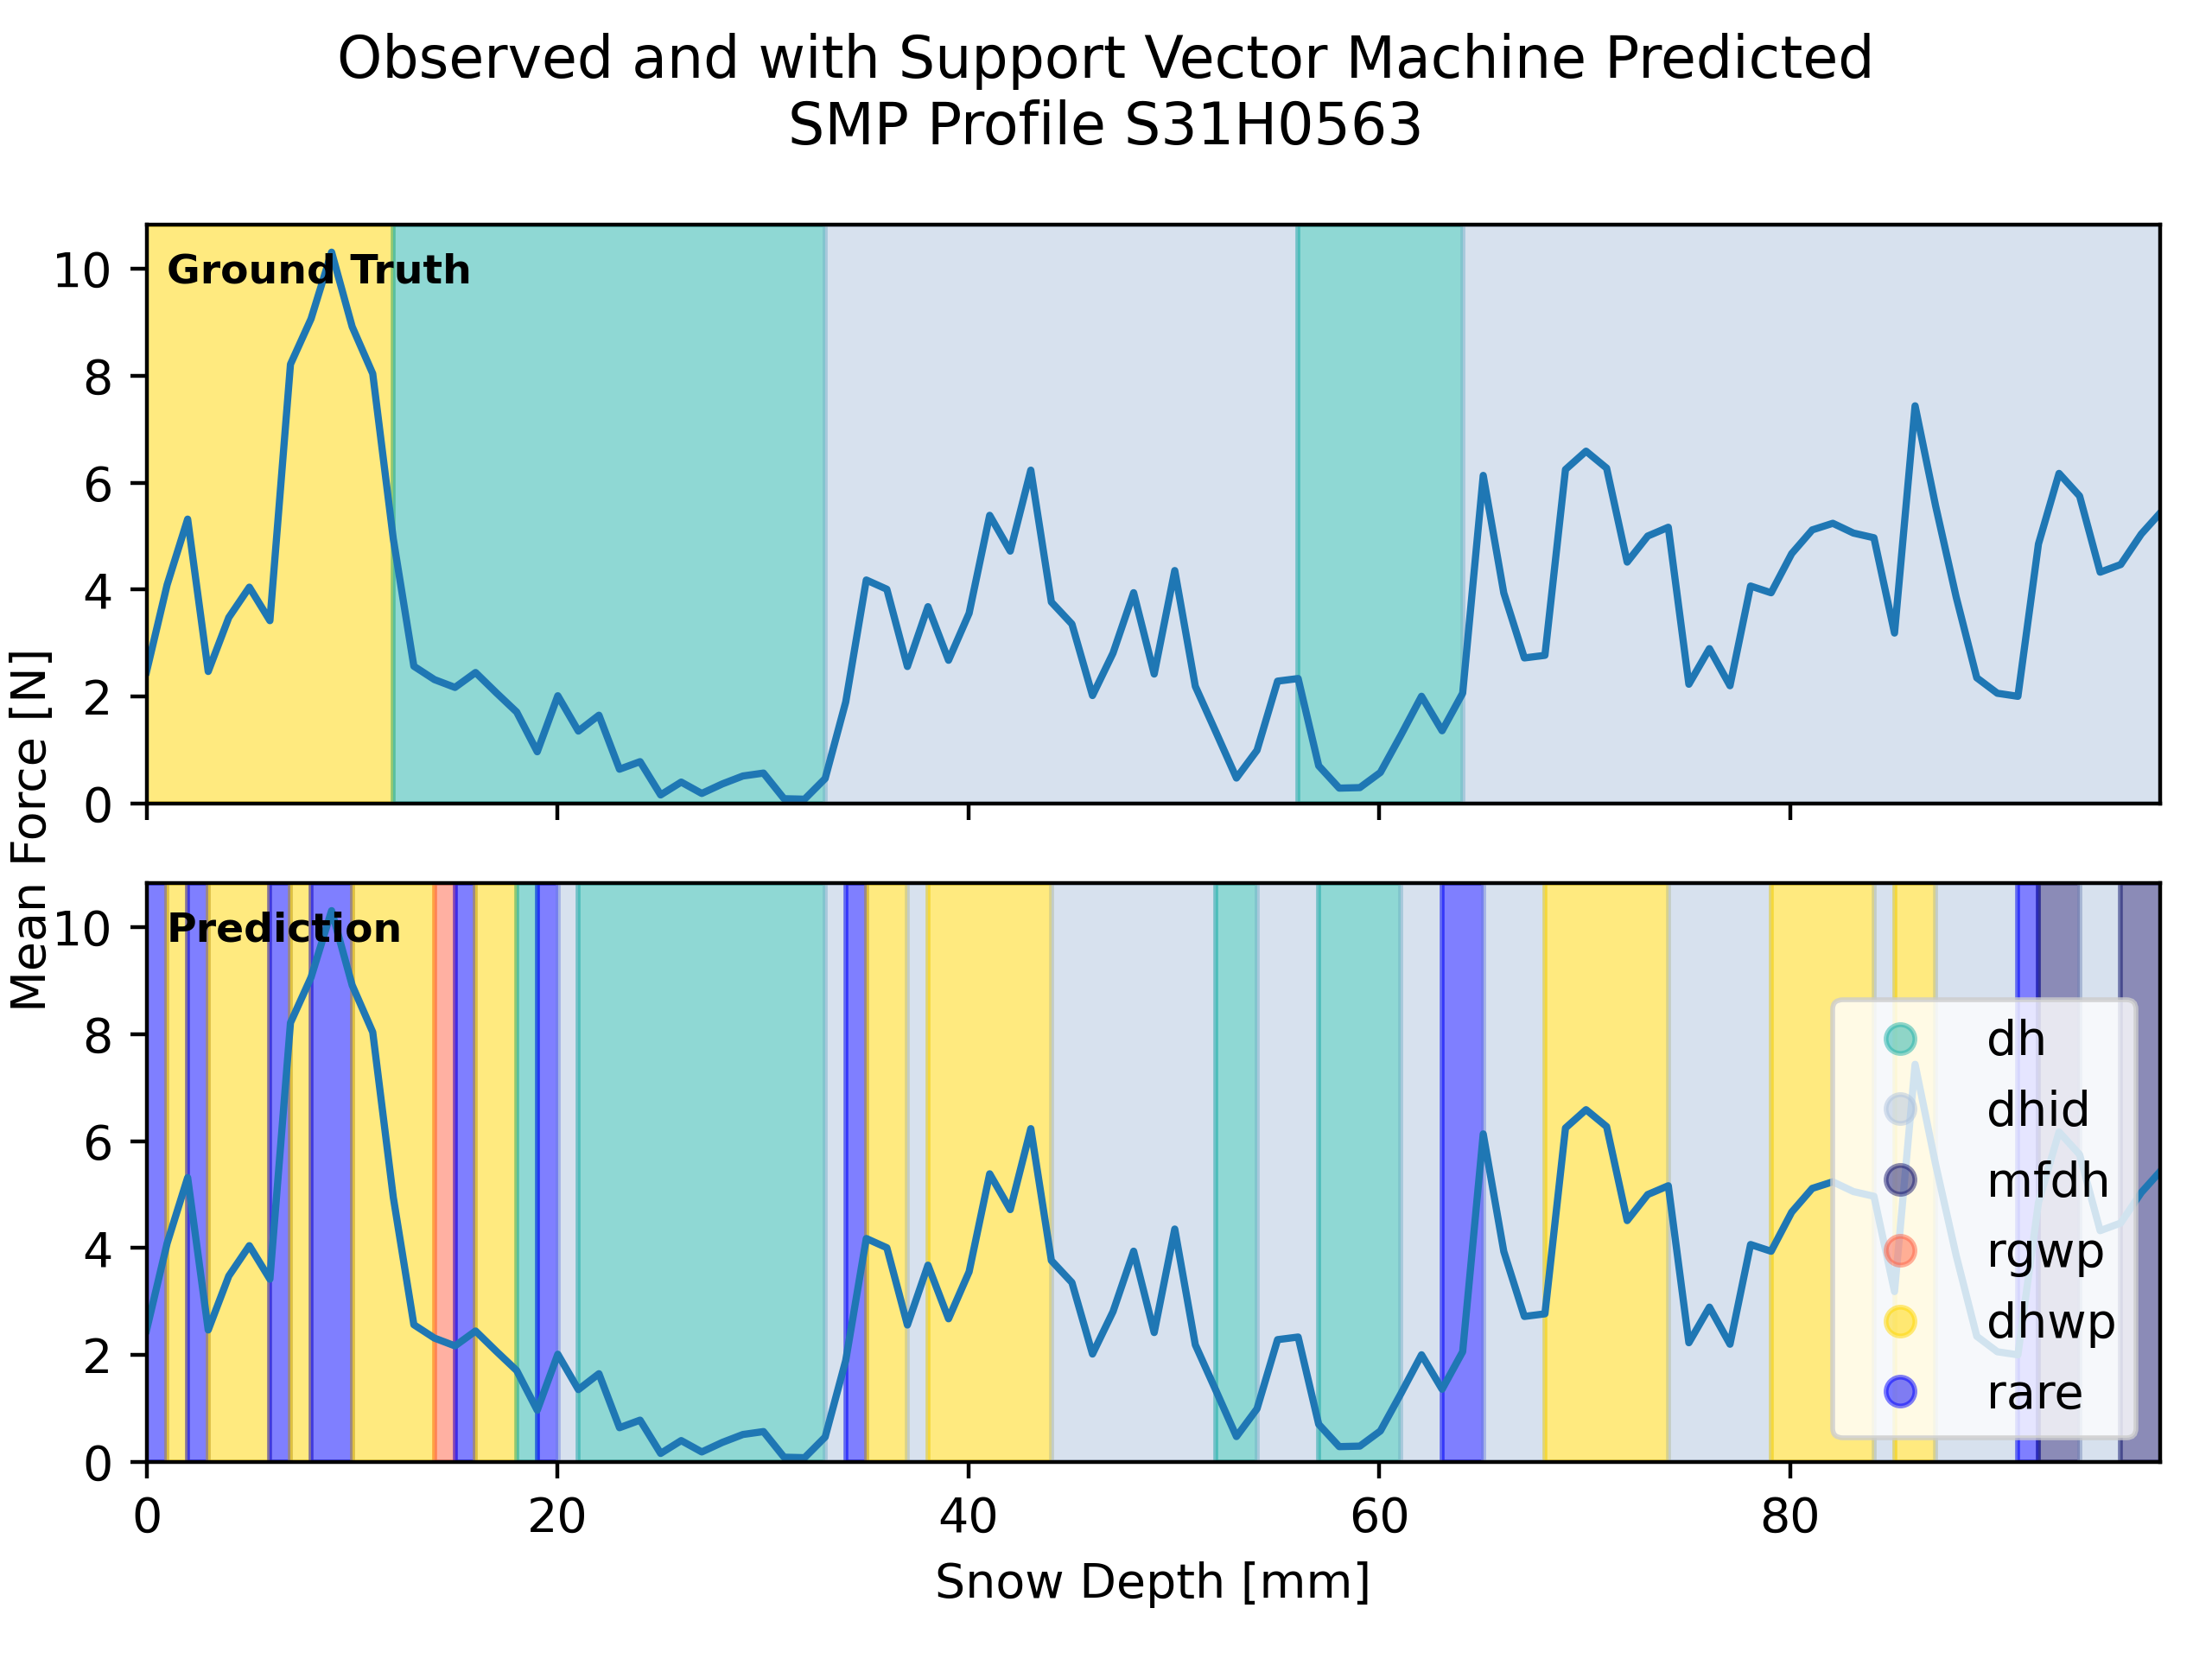 Observed and with Support Vector Machine Predicted
SMP Profile S31H0563
Mean Force [N]
Ground Truth
10
8
6
4
2
0
Prediction
10
8
6
4
2
0
dh
dhid
mfdh
rgwp
dhwp
rare
0 20 40 60 80
Snow Depth [mm]